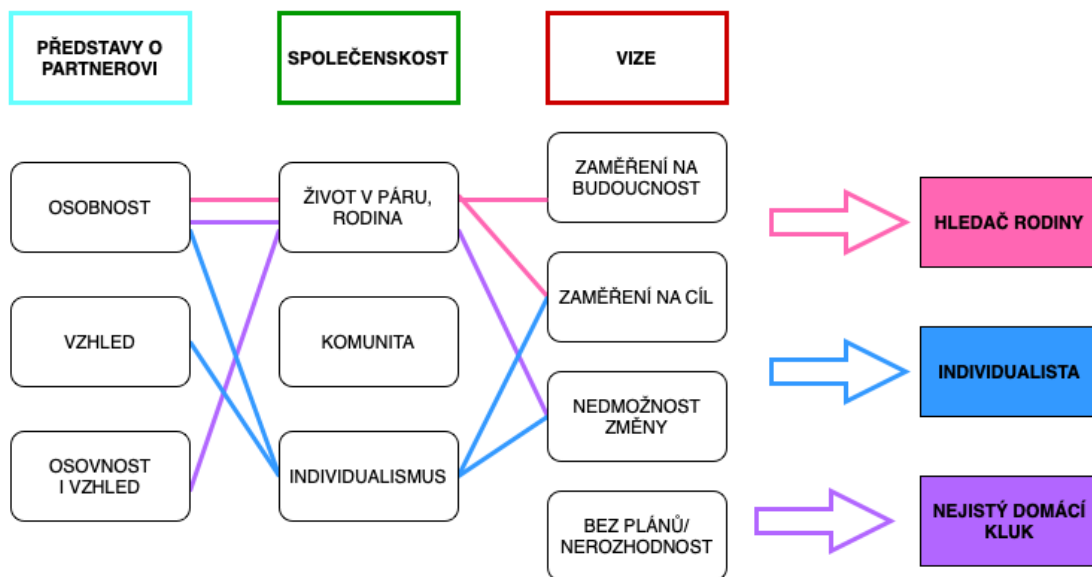 PŘEDSTAVY O
PARTNEROVI
SPOLEČENSKOST
VIZE
OSOBNOST
VZHLED
OSOVNOST
I VZHLED
ŽIVOT V PÁRU,
RODINA
KOMUNITA
INDIVIDUALISMUS
ZAMĚŘENÍ NA
BUDOUCNOST
ZAMĚŘENÍ NA CÍL
NEDMOŽNOST
ZMĚNY
BEZ PLÁNŮ/
NEROZHODNOST
HLEDAČ RODINY
INDIVIDUALISTA
NEJISTÝ DOMÁCÍ
KLUK